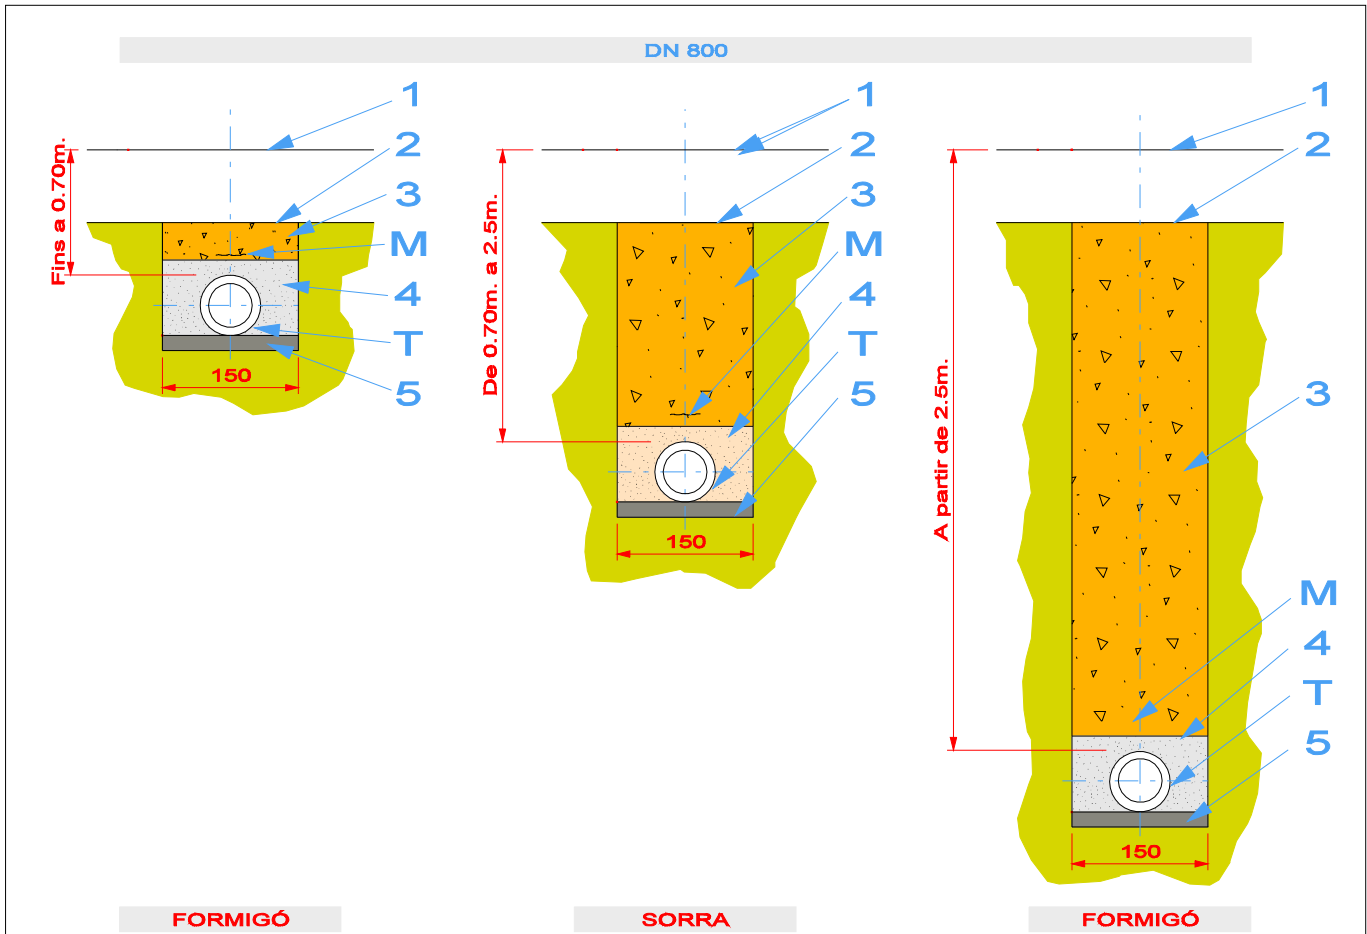 DN 800
1
2
3
M
4
T
5
Fins a 0.70m.
150
FORMIGÓ
1
2
3
M
4
T
5
De 0.70m. a 2.5m.
150
SORRA
1
2
3
M
4
T
5
A partir de 2.5m.
150
FORMIGÓ